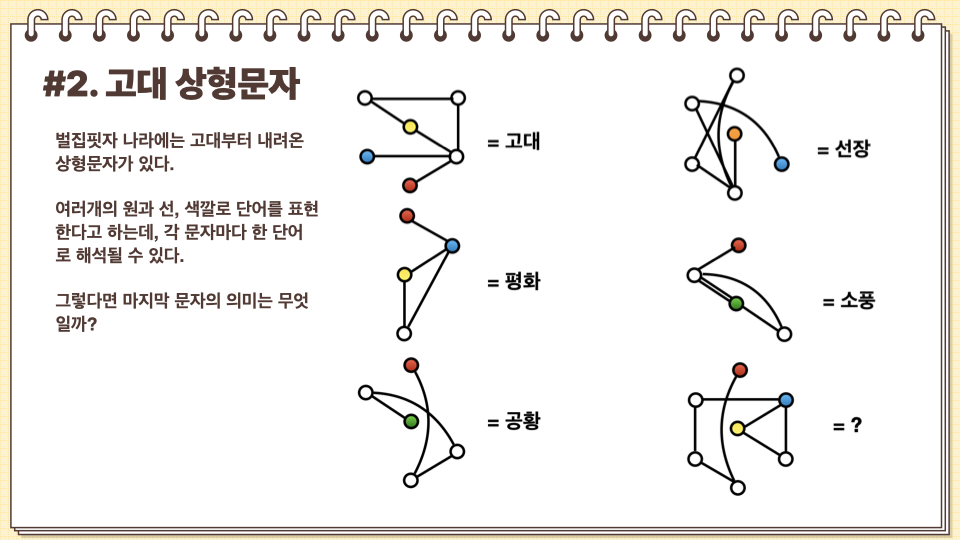 #2. 고대 상형문자
벌집핏자 나라에는 고대부터 내려온
상형문자가 있다.
여러개의 원과 선, 색깔로 단어를 표현
한다고 하는데, 각 문자마다 한 단어
로 해석될 수 있다.
그렇다면 마지막 문자의 의미는 무엇
일까?
= 고대
= 평화
= 공황
= 선장
= 소풍
= ?